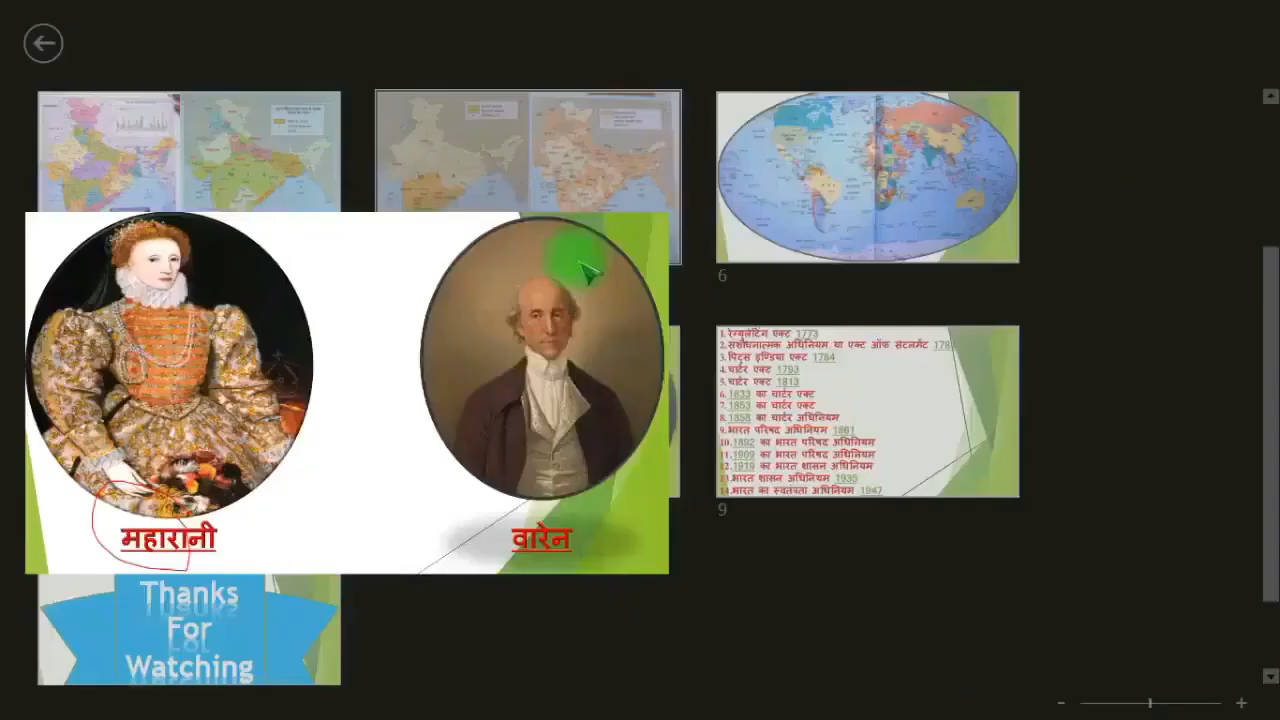 6
महारानी
वारेन
1. रेग्युलेटिंग एक्ट 1773
2. संशोधनात्मक अधिनियम या एक्ट ऑफ सेटलमेंट 178
3. पिट्स इण्डिया एक्ट 1784
4. चार्टर एक्ट 1793
5. चार्टर एक्ट 1813
6. 1833 का चार्टर एक्ट
7. 1853 का चार्टर एक्ट
8. 1858 का चार्टर अधिनियम
9. भारत परिषद अधिनियम 1861
10. 1892 का भारत परिषद अधिनियम
11. 1909 का भारत परिषद अधिनियम
12. 1919 का भारत शासन अधिनियम
13. भारत शासन अधिनियम 1935
14. भारत का स्वतंत्रता अधिनियम 1947
9
Thanks
For
Watching